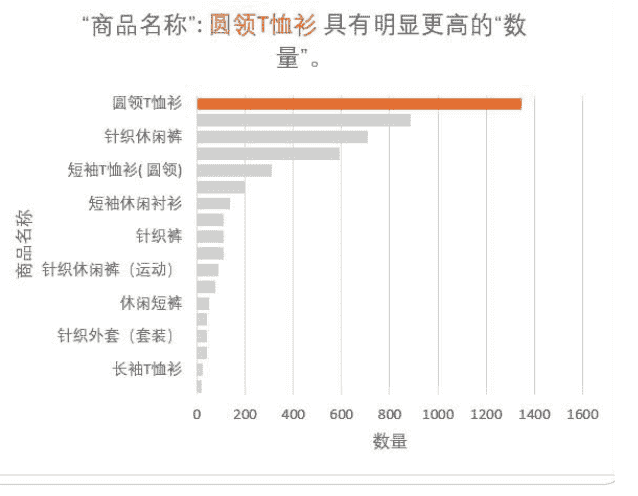 “商品名称”: 圆领T恤衫 具有明显更高的“数
量”。
圆领T恤衫
针织休闲裤
短袖T恤衫( 圆领)
短袖休闲衬衫
针织裤
针织休闲裤（运动）
休闲短裤
针织外套（套装）
长袖T恤衫
商品名称
0 200 400 600 800 1000 1200 1400 1600
数量